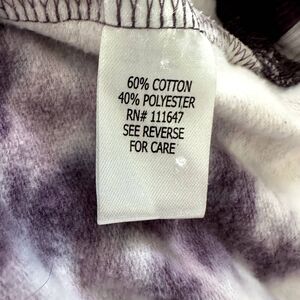 60% COTTON
40% POLYESTER
RN# 111647
SEE REVERSE
FOR CARE